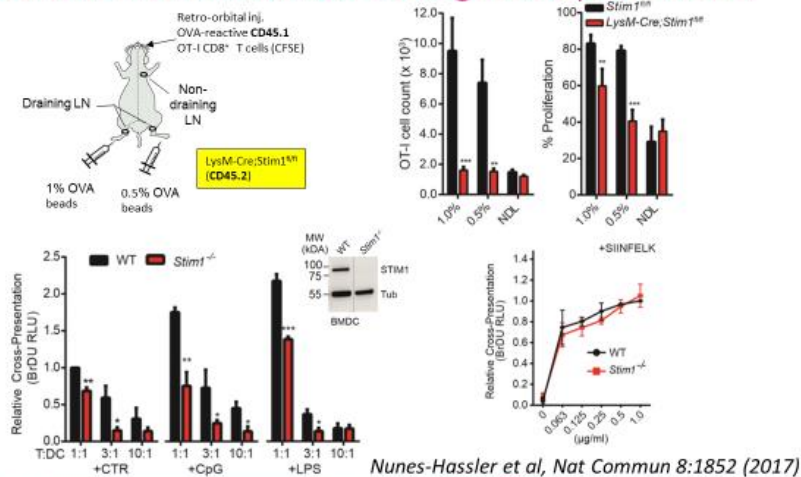 Retro-orbital inj.
OVA-reactive CD45.1
OT-I CD8⁺ T cells (CFSE)
Draining LN
Non-
draining
LN
1% OVA
beads
0.5% OVA
beads
LysM-Cre;Stim1fl/fl
(CD45.2)
OT-I cell count (x 10³)
12.0
10.0
8.0
6.0
4.0
2.0
0.0
***
**
1.0%
0.5%
NDL
Stim1fl/fl
LysM-Cre;Stim1fl/fl
% Proliferation
100
80
60
40
20
0
**
***
1.0%
0.5%
NDL
Relative Cross-Presentation
(BrDU RLU)
2.5
2.0
1.5
1.0
0.5
0.0
WT
Stim1⁻/⁻
**
*
**
*
*
***
*
T:DC 1:1 3:1 10:1 1:1 3:1 10:1 1:1 3:1 10:1
+CTR +CpG +LPS
MW
(kDA)
WT
Stim1⁻/⁻
100
75
55
STIM1
Tub
BMDC
+SIINFELK
Relative Cross-Presentation
(BrDU RLU)
1.4
1.2
1.0
0.8
0.6
0.4
0.2
0.0
WT
Stim1⁻/⁻
0 0.063 0.125 0.25 0.5 1.0
(µg/ml)
Nunes-Hassler et al, Nat Commun 8:1852 (2017)